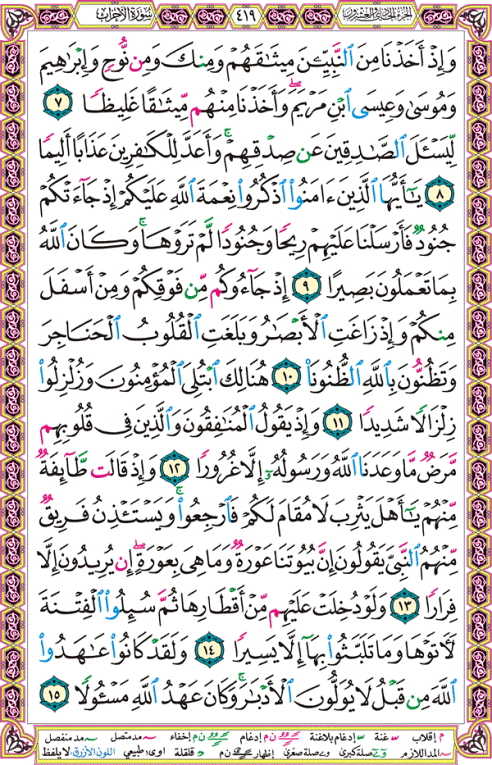 الجزء الحادي والعشرون ٤١٩ سورة الأحزاب
وَإِذْ أَخَذْنَا مِنَ ٱلنَّبِيِّـۧنَ مِيثَـٰقَهُمْ وَمِنكَ وَمِن نُّوحٍ وَإِبْرَٰهِيمَ
وَمُوسَىٰ وَعِيسَى ٱبْنِ مَرْيَمَ ۖ وَأَخَذْنَا مِنْهُم مِّيثَـٰقًا غَلِيظًا ٧
لِّيَسْـَٔلَ ٱلصَّـٰدِقِينَ عَن صِدْقِهِمْ ۚ وَأَعَدَّ لِلْكَـٰفِرِينَ عَذَابًا أَلِيمًا
٨ يَـٰٓأَيُّهَا ٱلَّذِينَ ءَامَنُوا۟ ٱذْكُرُوا۟ نِعْمَةَ ٱللَّهِ عَلَيْكُمْ إِذْ جَآءَتْكُمْ
جُنُودٌ فَأَرْسَلْنَا عَلَيْهِمْ رِيحًا وَجُنُودًا لَّمْ تَرَوْهَا ۚ وَكَانَ ٱللَّهُ
بِمَا تَعْمَلُونَ بَصِيرًا ٩ إِذْ جَآءُوكُم مِّن فَوْقِكُمْ وَمِنْ أَسْفَلَ
مِنكُمْ وَإِذْ زَاغَتِ ٱلْأَبْصَـٰرُ وَبَلَغَتِ ٱلْقُلُوبُ ٱلْحَنَاجِرَ
وَتَظُنُّونَ بِٱللَّهِ ٱلظُّنُونَا۠ ١٠ هُنَالِكَ ٱبْتُلِىَ ٱلْمُؤْمِنُونَ وَزُلْزِلُوا۟
زِلْزَالًا شَدِيدًا ١١ وَإِذْ يَقُولُ ٱلْمُنَـٰفِقُونَ وَٱلَّذِينَ فِى قُلُوبِهِم
مَّرَضٌ مَّا وَعَدَنَا ٱللَّهُ وَرَسُولُهُۥٓ إِلَّا غُرُورًا ١٢ وَإِذْ قَالَت طَّآئِفَةٌ
مِّنْهُمْ يَـٰٓأَهْلَ يَثْرِبَ لَا مُقَامَ لَكُمْ فَٱرْجِعُوا۟ ۚ وَيَسْتَـْٔذِنُ فَرِيقٌ
مِّنْهُمُ ٱلنَّبِىَّ يَقُولُونَ إِنَّ بُيُوتَنَا عَوْرَةٌ وَمَا هِىَ بِعَوْرَةٍ ۖ إِن يُرِيدُونَ إِلَّا
فِرَارًا ١٣ وَلَوْ دُخِلَتْ عَلَيْهِم مِّنْ أَقْطَارِهَا ثُمَّ سُئِلُوا۟ ٱلْفِتْنَةَ
لَـَٔاتَوْهَا وَمَا تَلَبَّثُوا۟ بِهَآ إِلَّا يَسِيرًا ١٤ وَلَقَدْ كَانُوا۟ عَـٰهَدُوا۟
ٱللَّهَ مِن قَبْلُ لَا يُوَلُّونَ ٱلْأَدْبَـٰرَ ۚ وَكَانَ عَهْدُ ٱللَّهِ مَسْـُٔولًا ١٥
م إقلاب غنة إدغام بلاغنة ن م إدغام ن م إخفاء مد متصل مد منفصل
المد اللازم وصلة كبرى وصلة صغرى إظهار ن م قلقلة اوى: طبيعي اللون الأزرق: لا يلفظ